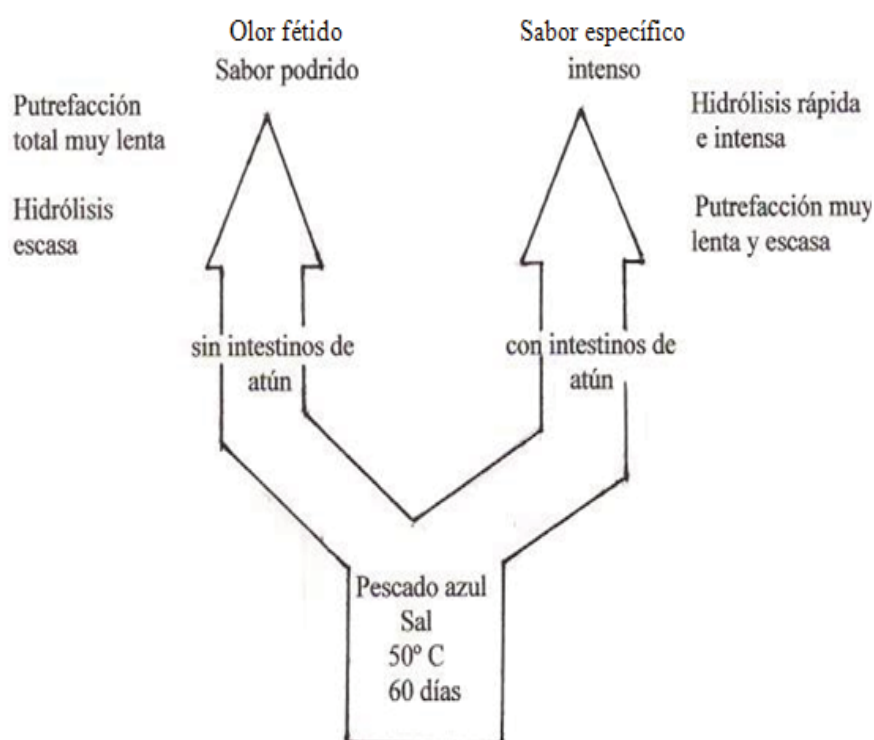 Olor fétido
Sabor podrido
Sabor específico
intenso
Putrefacción
total muy lenta
Hidrólisis
escasa
Hidrólisis rápida
e intensa
Putrefacción muy
lenta y escasa
sin intestinos de
atún
con intestinos de
atún
Pescado azul
Sal
50º C
60 días